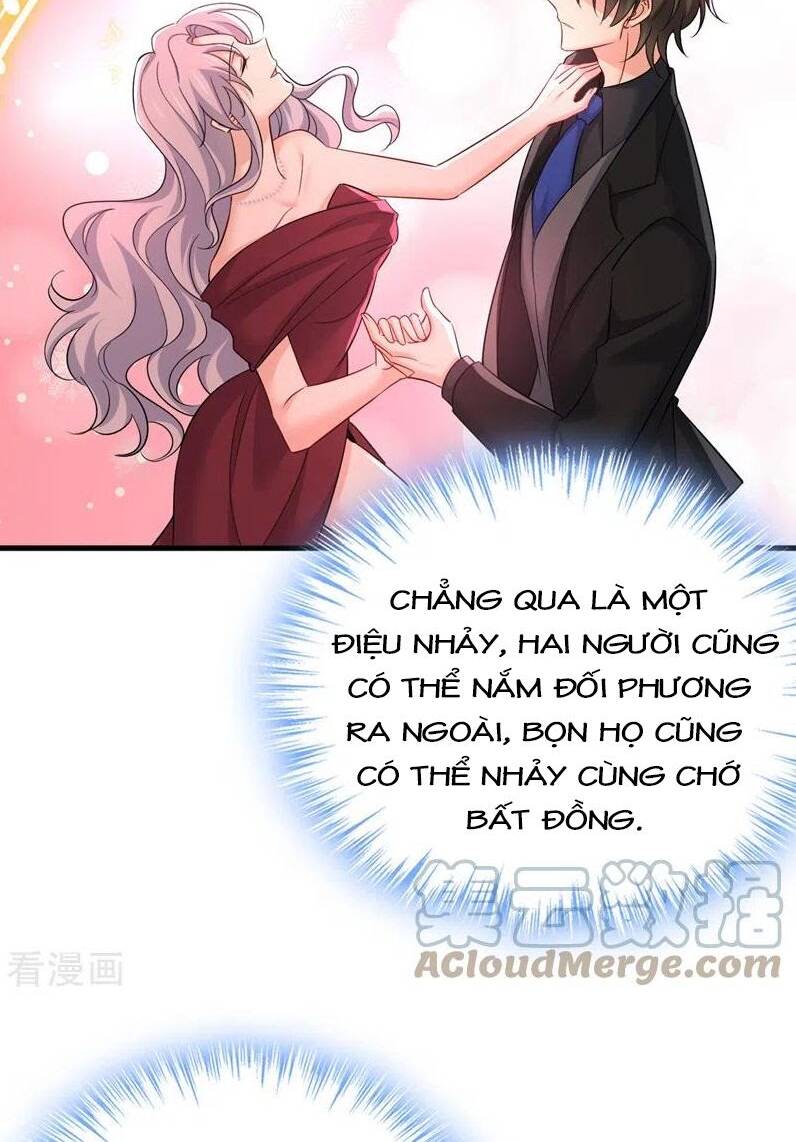 CHẲNG QUA LÀ MỘT
ĐIỆU NHẢY, HAI NGƯỜI CŨNG
CÓ THỂ NẮM ĐỐI PHƯƠNG
RA NGOÀI, BỌN HỌ CŨNG
CÓ THỂ NHẢY CÙNG CHỚ
BẤT ĐỒNG.
集云数据
看漫画
ACloudMerge.com